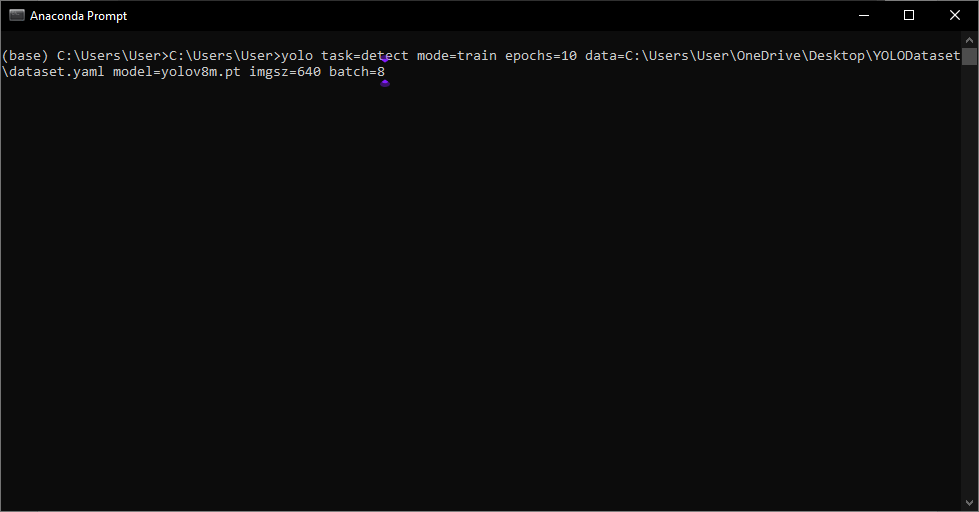 Anaconda Prompt
(base) C:\Users\User>C:\Users\User>yolo task=detect mode=train epochs=10 data=C:\Users\User\OneDrive\Desktop\YOLODataset
\dataset.yaml model=yolov8m.pt imgsz=640 batch=8